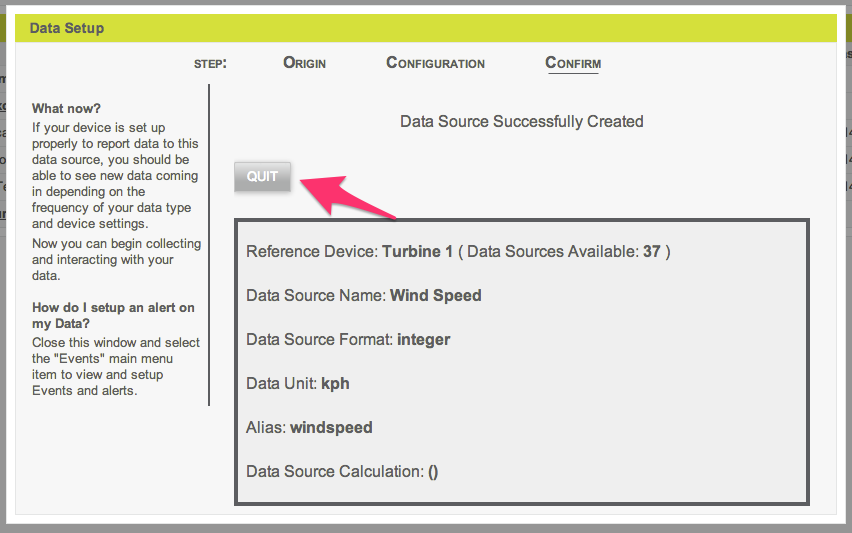 Data Setup
STEP: ORIGIN CONFIGURATION CONFIRM
What now?
If your device is set up
properly to report data to this
data source, you should be
able to see new data coming
in depending on the
frequency of your data type
and device settings.
Now you can begin collecting
and interacting with your
data.
How do I setup an alert on
my Data?
Close this window and select
the "Events" main menu
item to view and setup
Events and alerts.
Data Source Successfully Created
QUIT
Reference Device: Turbine 1 ( Data Sources Available: 37 )
Data Source Name: Wind Speed
Data Source Format: integer
Data Unit: kph
Alias: windspeed
Data Source Calculation: ()